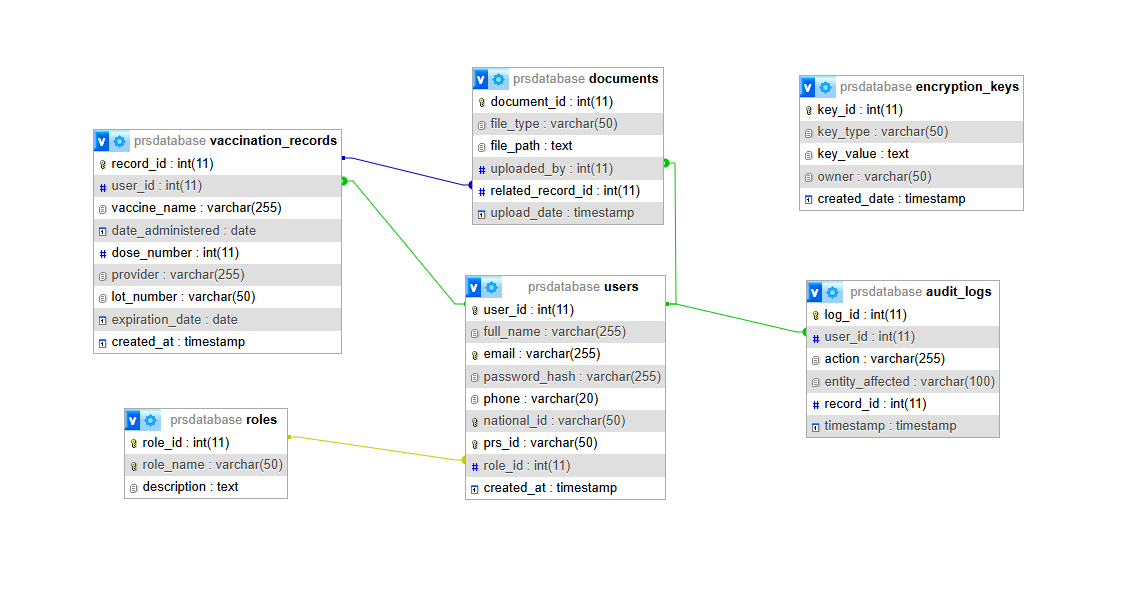 prsdatabase documents
document_id : int(11)
file_type : varchar(50)
file_path : text
uploaded_by : int(11)
related_record_id : int(11)
upload_date : timestamp
prsdatabase encryption_keys
key_id : int(11)
key_type : varchar(50)
key_value : text
owner : varchar(50)
created_date : timestamp
prsdatabase vaccination_records
record_id : int(11)
user_id : int(11)
vaccine_name : varchar(255)
date_administered : date
dose_number : int(11)
provider : varchar(255)
lot_number : varchar(50)
expiration_date : date
created_at : timestamp
prsdatabase users
user_id : int(11)
full_name : varchar(255)
email : varchar(255)
password_hash : varchar(255)
phone : varchar(20)
national_id : varchar(50)
prs_id : varchar(50)
role_id : int(11)
created_at : timestamp
prsdatabase audit_logs
log_id : int(11)
user_id : int(11)
action : varchar(255)
entity_affected : varchar(100)
record_id : int(11)
timestamp : timestamp
prsdatabase roles
role_id : int(11)
role_name : varchar(50)
description : text